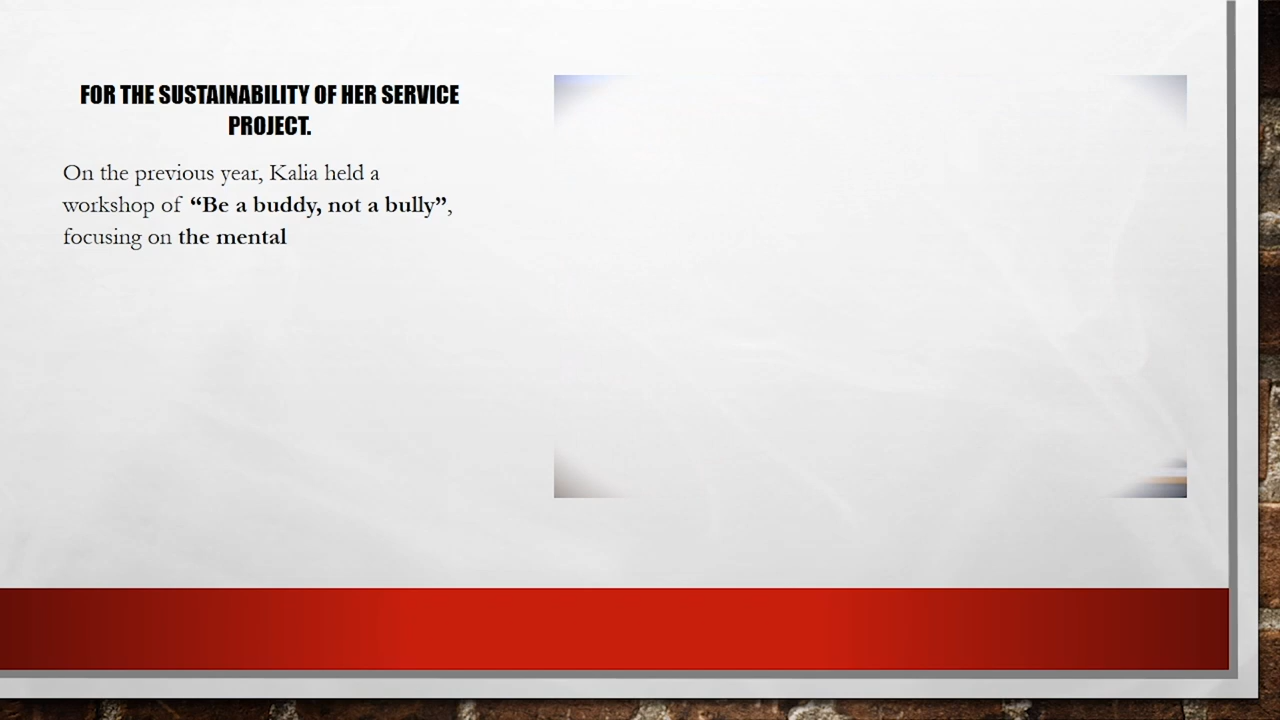 FOR THE SUSTAINABILITY OF HER SERVICE
PROJECT.
On the previous year, Kalia held a
workshop of “Be a buddy, not a bully”,
focusing on the mental